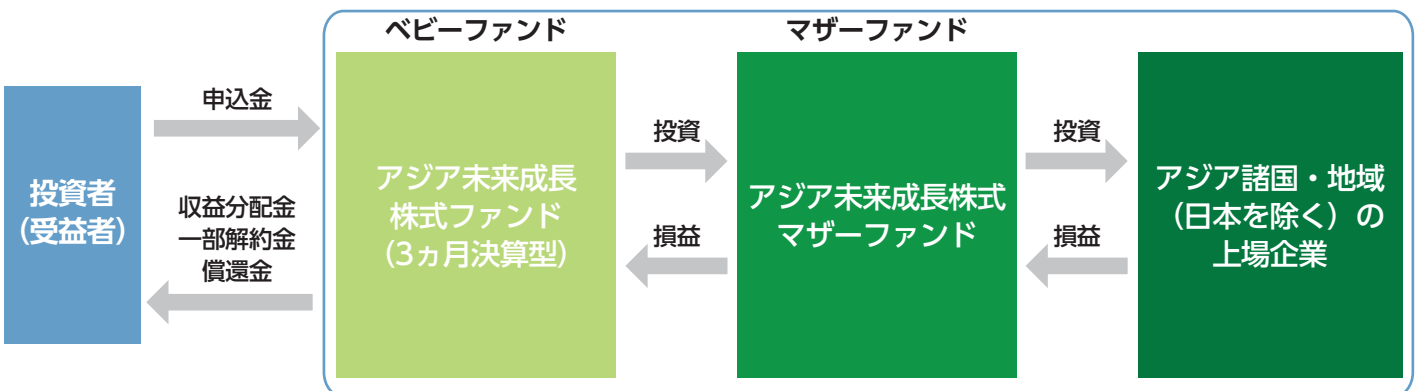 ベビーファンド
マザーファンド
投資者
(受益者)
申込金
収益分配金
一部解約金
償還金
アジア未来成長
株式ファンド
(3ヵ月決算型)
投資
損益
アジア未来成長株式
マザーファンド
投資
損益
アジア諸国・地域
(日本を除く)の
上場企業